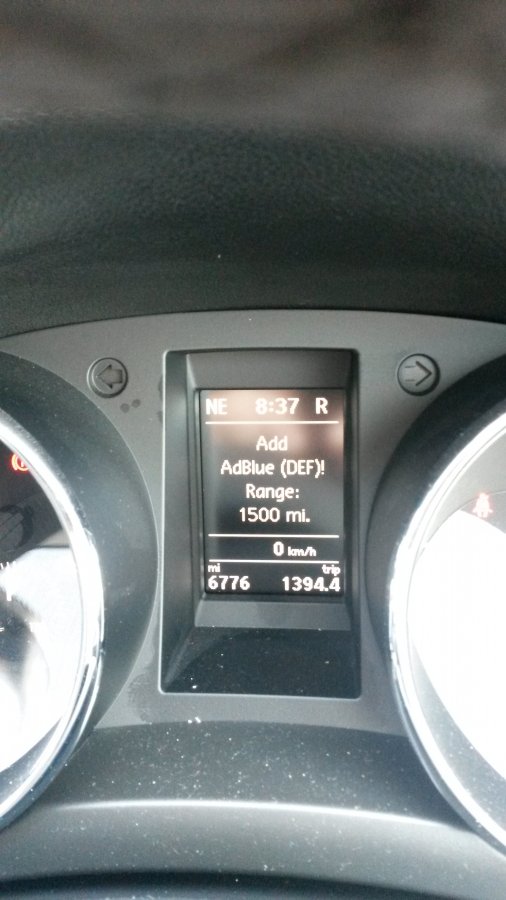 NE 8:37 R
Add
AdBlue (DEF)!
Range:
1500 mi.
0 km/h
mi trip
6776 1394.4